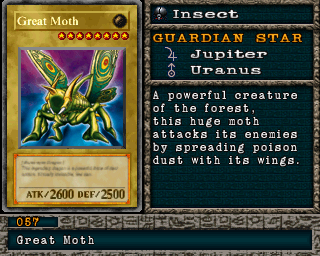 Great Moth
ATK/2600 DEF/2500
Insect
GUARDIAN STAR
Jupiter
Uranus
A powerful creature
of the forest,
this huge moth
attacks its enemies
by spreading poison
dust with its wings.
057
Great Moth